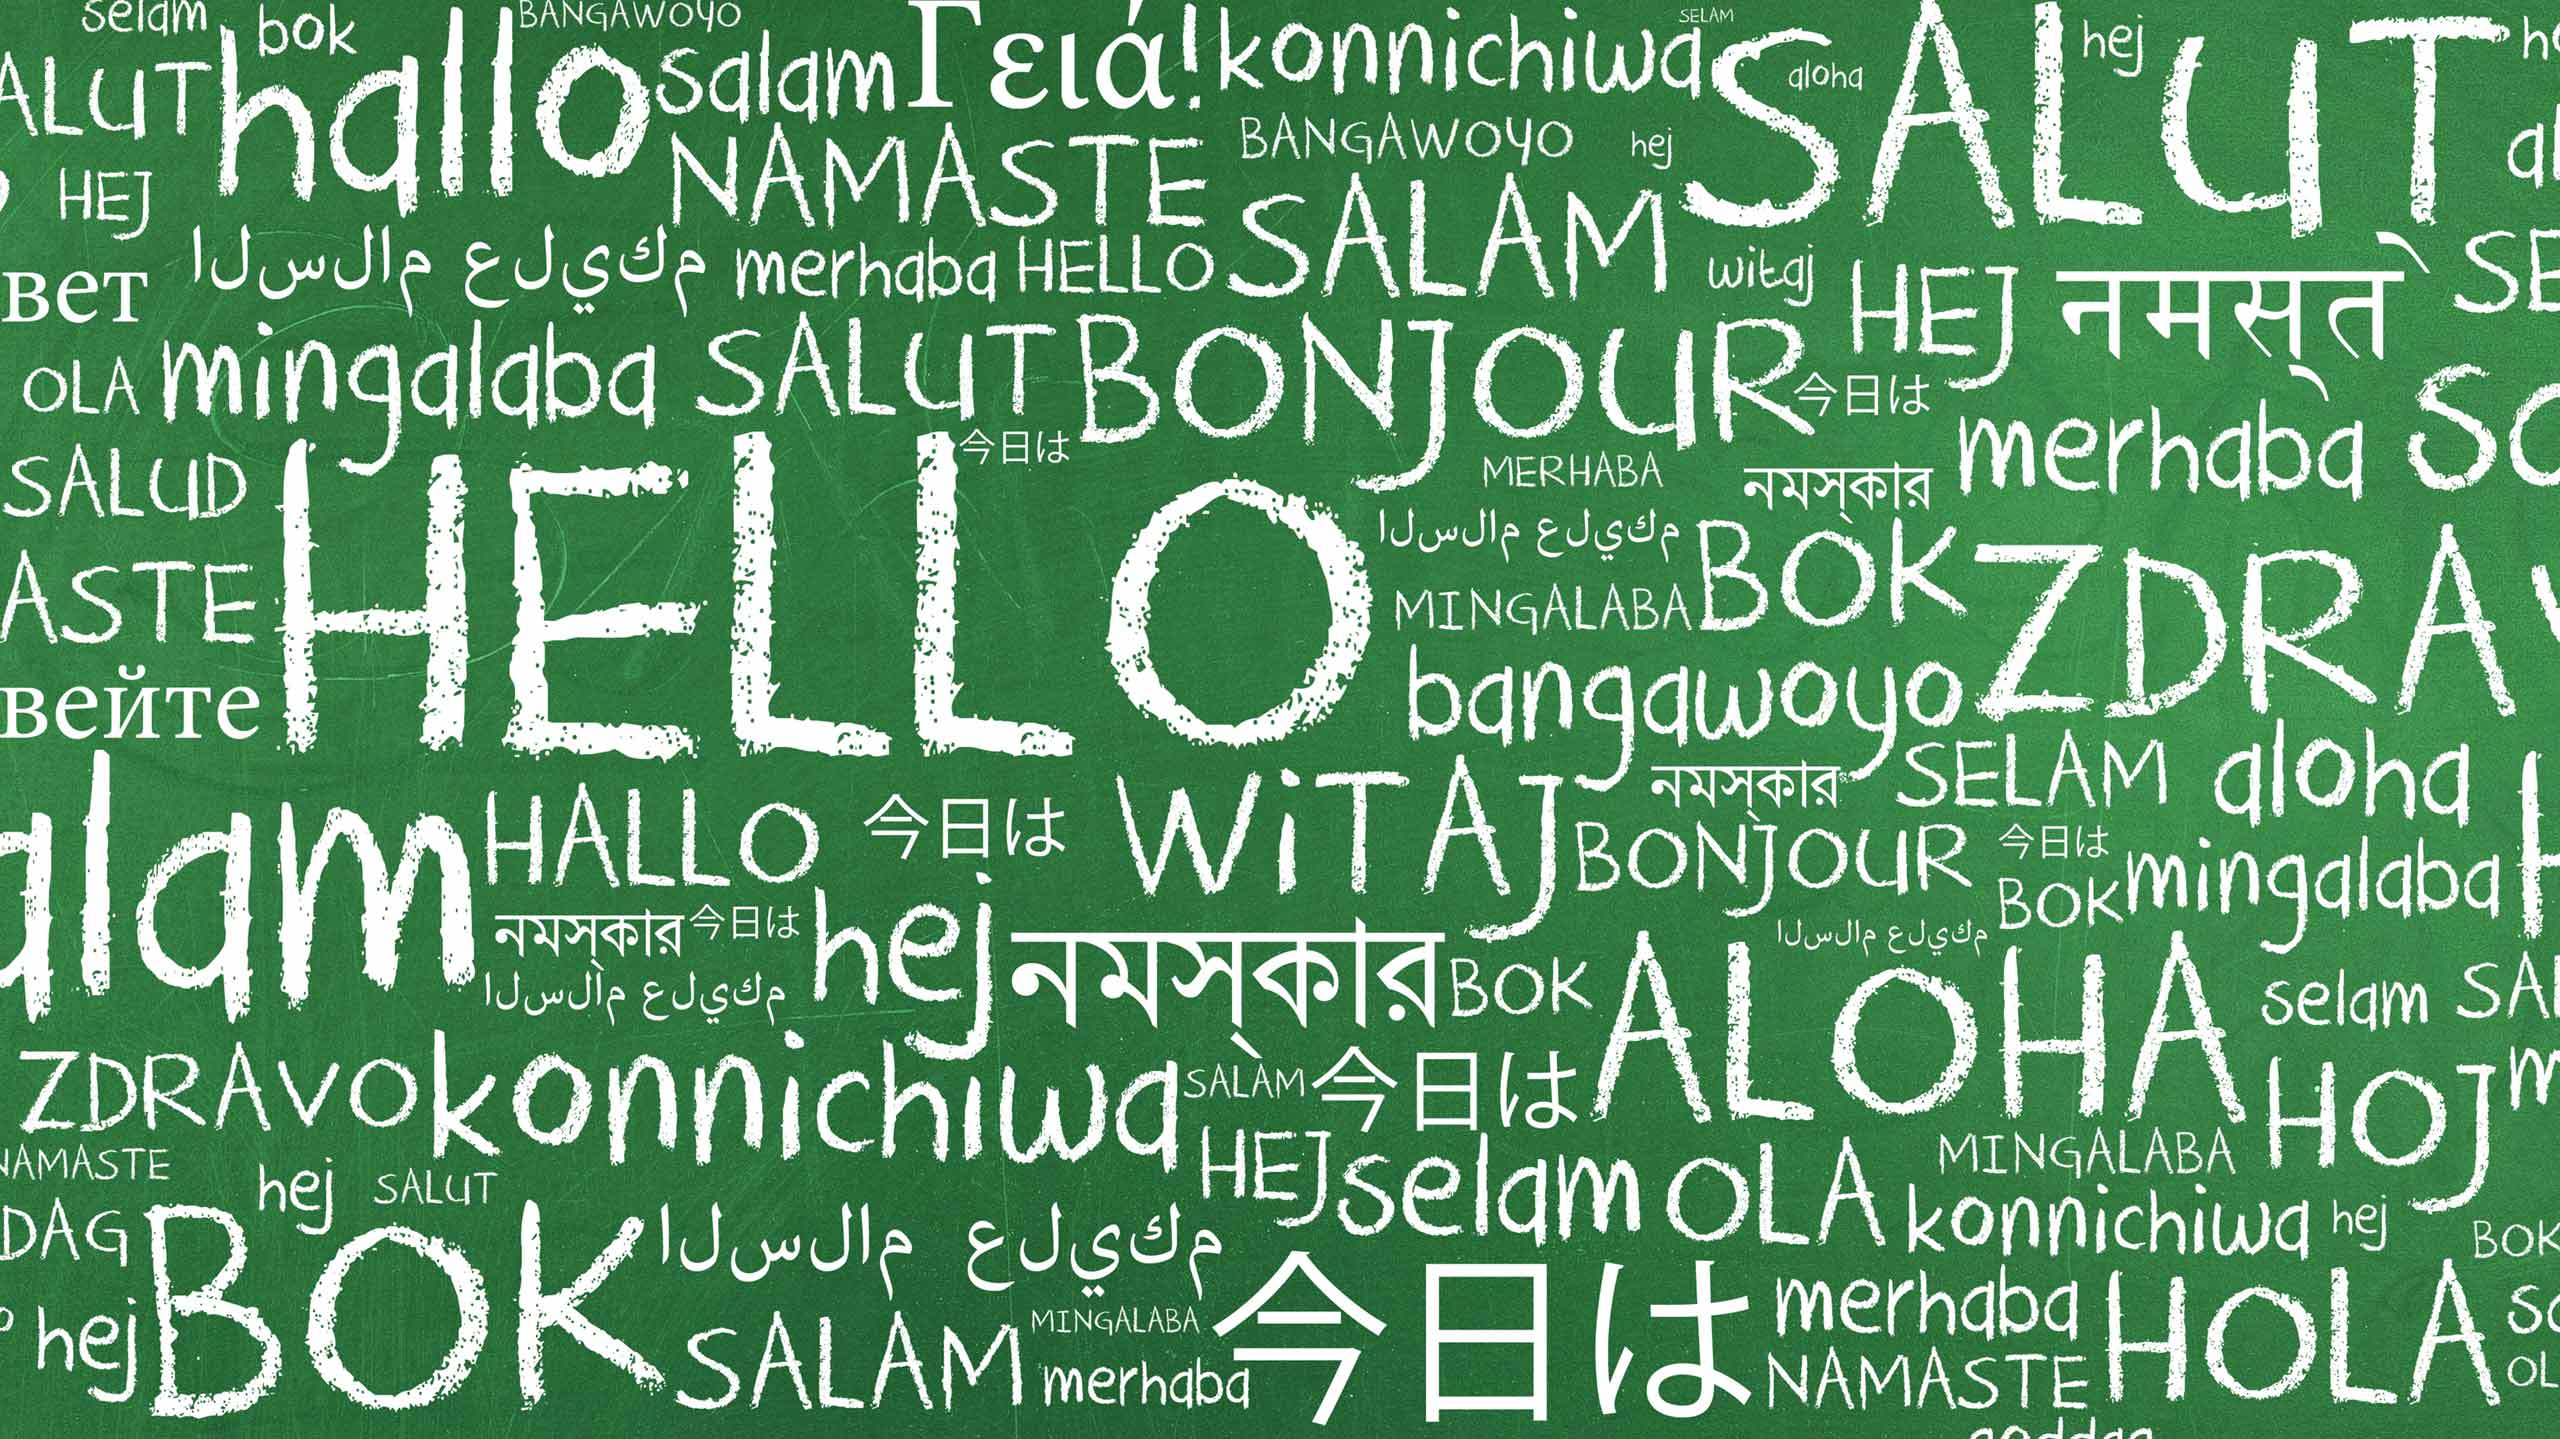 selam bok BANGAWOYO SELAM
hallo salam Γειά! konnichiwa aloha SALUT hej
ALUT
NAMASTE BANGAWOYO hej
HEJ SALAM
вет السلام عليكم merhaba HELLO witaj HEJ नमस्ते
OLA mingalaba SALUT BONJOUR 今日は
SALUD 今日は MERHABA নমস্কার merhaba
HELLO السلام عليكم BOK ZDRAV
ASTE MINGALABA
вейте bangawoyo
নমস্কার SELAM aloha
alam HALLO 今日は WiTAJ BONJOUR 今日は mingalaba
নমস্কার 今日は hej BOK
السلام عليكم নমস্কার BOK السلام عليكم ALOHA selam SAL
ZDRAVO konnichiwa SALAM 今日は HOJ
NAMASTE hej SALUT HEJ selam OLA MINGALABA
DAG BOK السلام عليكم konnichiwa hej BOK
hej SALAM MINGALABA 今日は merhaba HOLA
merhaba NAMASTE OL